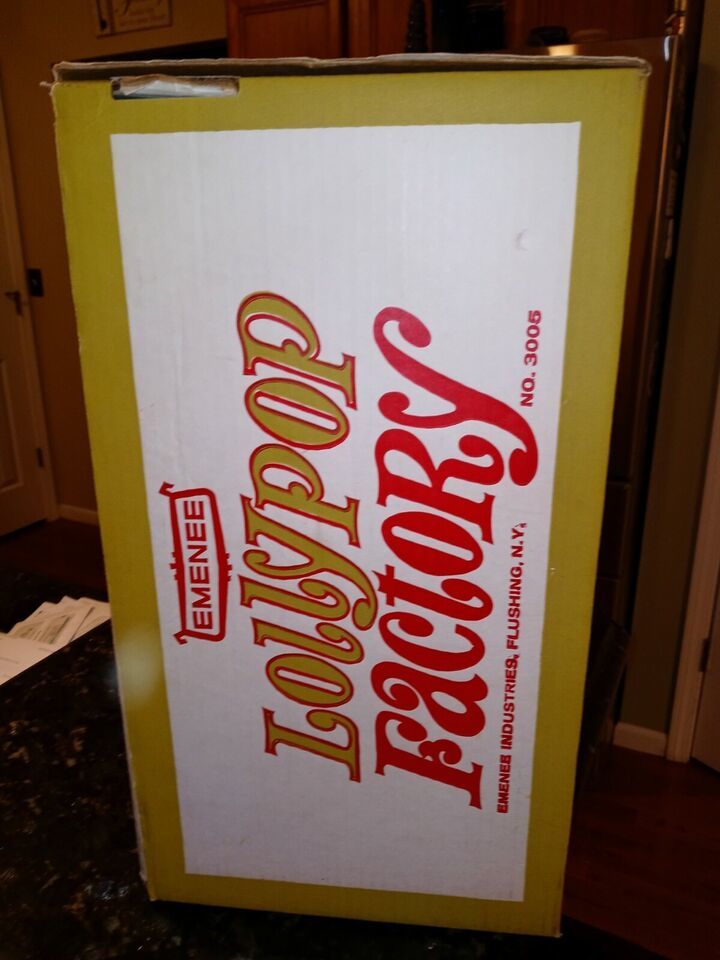 EMENEE
Lollypop
Factory
NO. 3005
EMENEE INDUSTRIES, FLUSHING, N.Y.